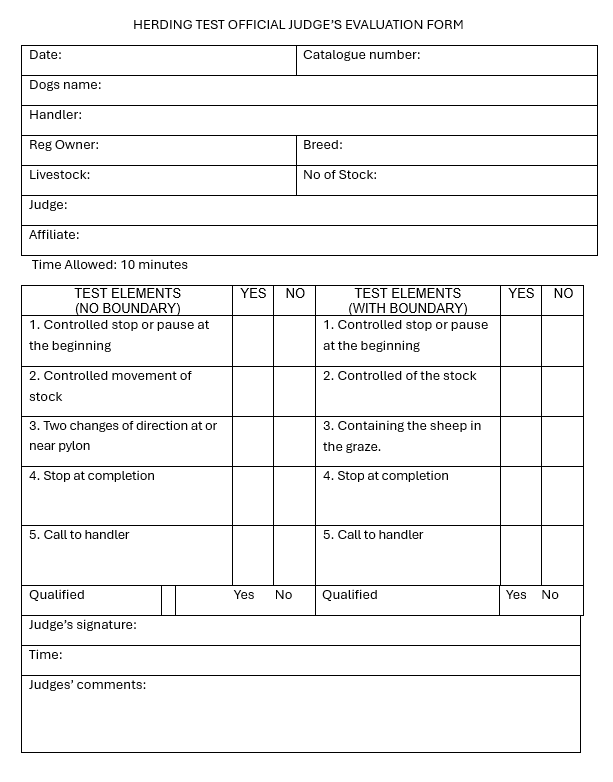 HERDING TEST OFFICIAL JUDGE’S EVALUATION FORM
Date: Catalogue number:
Dogs name:
Handler:
Reg Owner: Breed:
Livestock: No of Stock:
Judge:
Affiliate:
Time Allowed: 10 minutes
TEST ELEMENTS YES NO TEST ELEMENTS YES NO
(NO BOUNDARY) (WITH BOUNDARY)
1. Controlled stop or pause at 1. Controlled stop or pause
the beginning at the beginning
2. Controlled movement of 2. Controlled of the stock
stock
3. Two changes of direction at or 3. Containing the sheep in
near pylon the graze.
4. Stop at completion 4. Stop at completion
5. Call to handler 5. Call to handler
Qualified Yes No Qualified Yes No
Judge’s signature:
Time:
Judges’ comments: